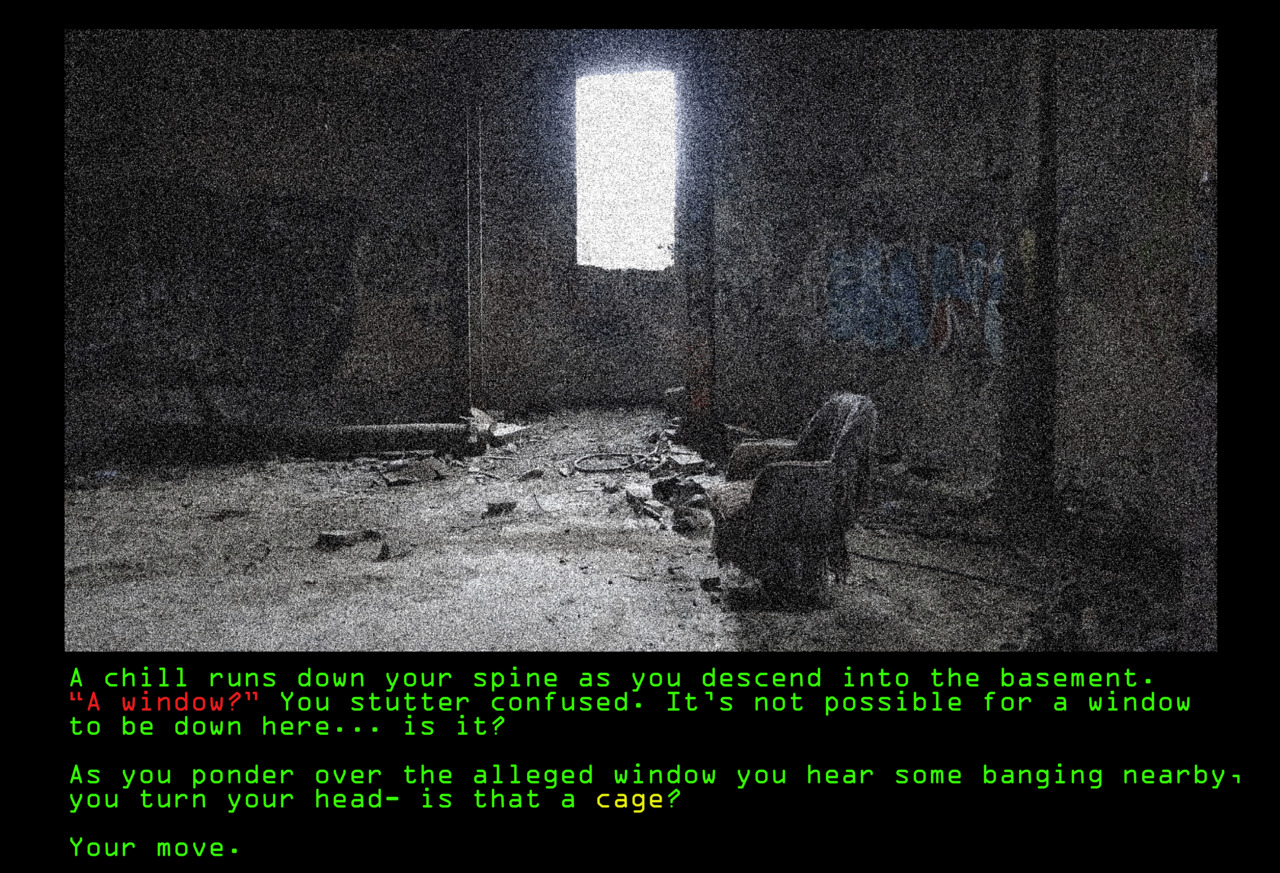 A chill runs down your spine as you descend into the basement.
“A window?” You stutter confused. It's not possible for a window
to be down here... is it?
As you ponder over the alleged window you hear some banging nearby,
you turn your head- is that a cage?
Your move.